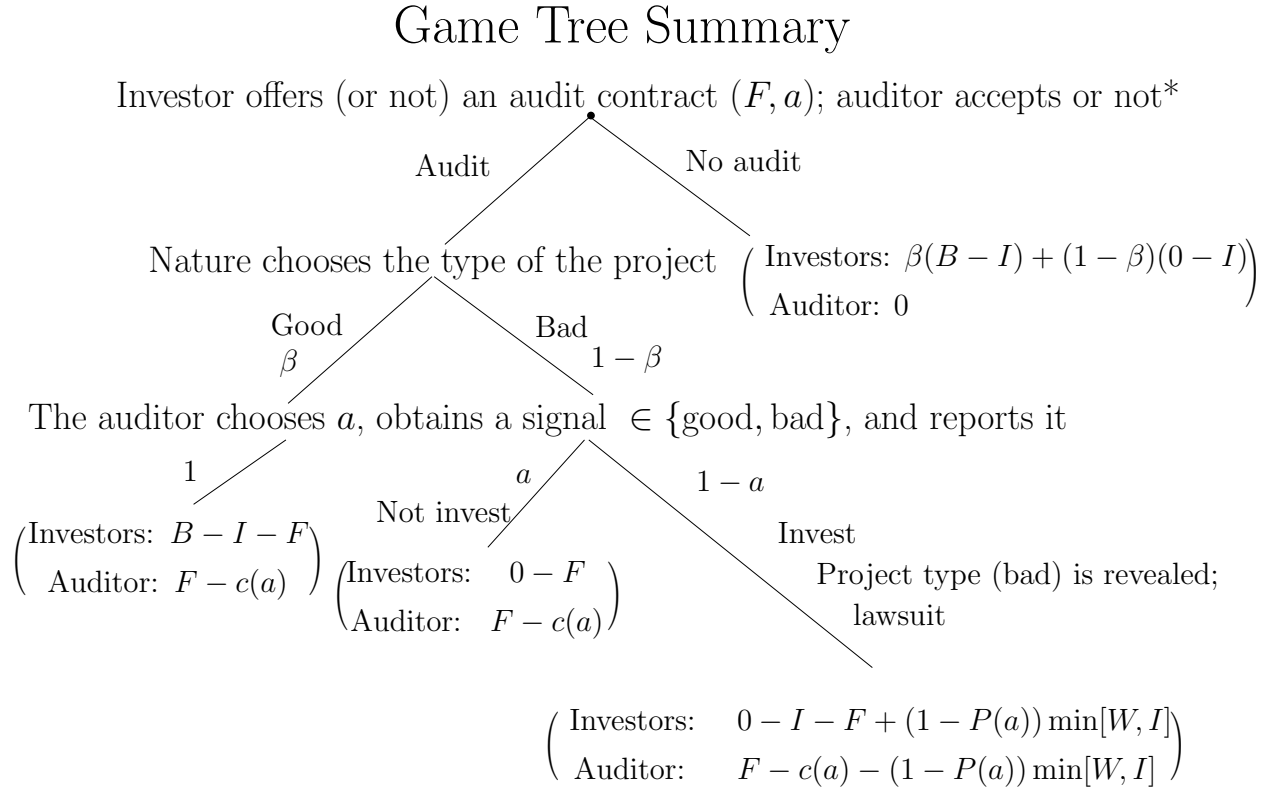 Game Tree Summary
Investor offers (or not) an audit contract (F, a); auditor accepts or not*
Audit
No audit
Nature chooses the type of the project
Investors: β(B − I) + (1 − β)(0 − I)
Auditor: 0
Good
β
Bad
1 − β
The auditor chooses a, obtains a signal ∈ {good, bad}, and reports it
1
a
1 − a
Not invest
Invest
Project type (bad) is revealed;
lawsuit
Investors: B − I − F
Auditor: F − c(a)
Investors: 0 − F
Auditor: F − c(a)
Investors: 0 − I − F + (1 − P(a)) min[W, I]
Auditor: F − c(a) − (1 − P(a)) min[W, I]